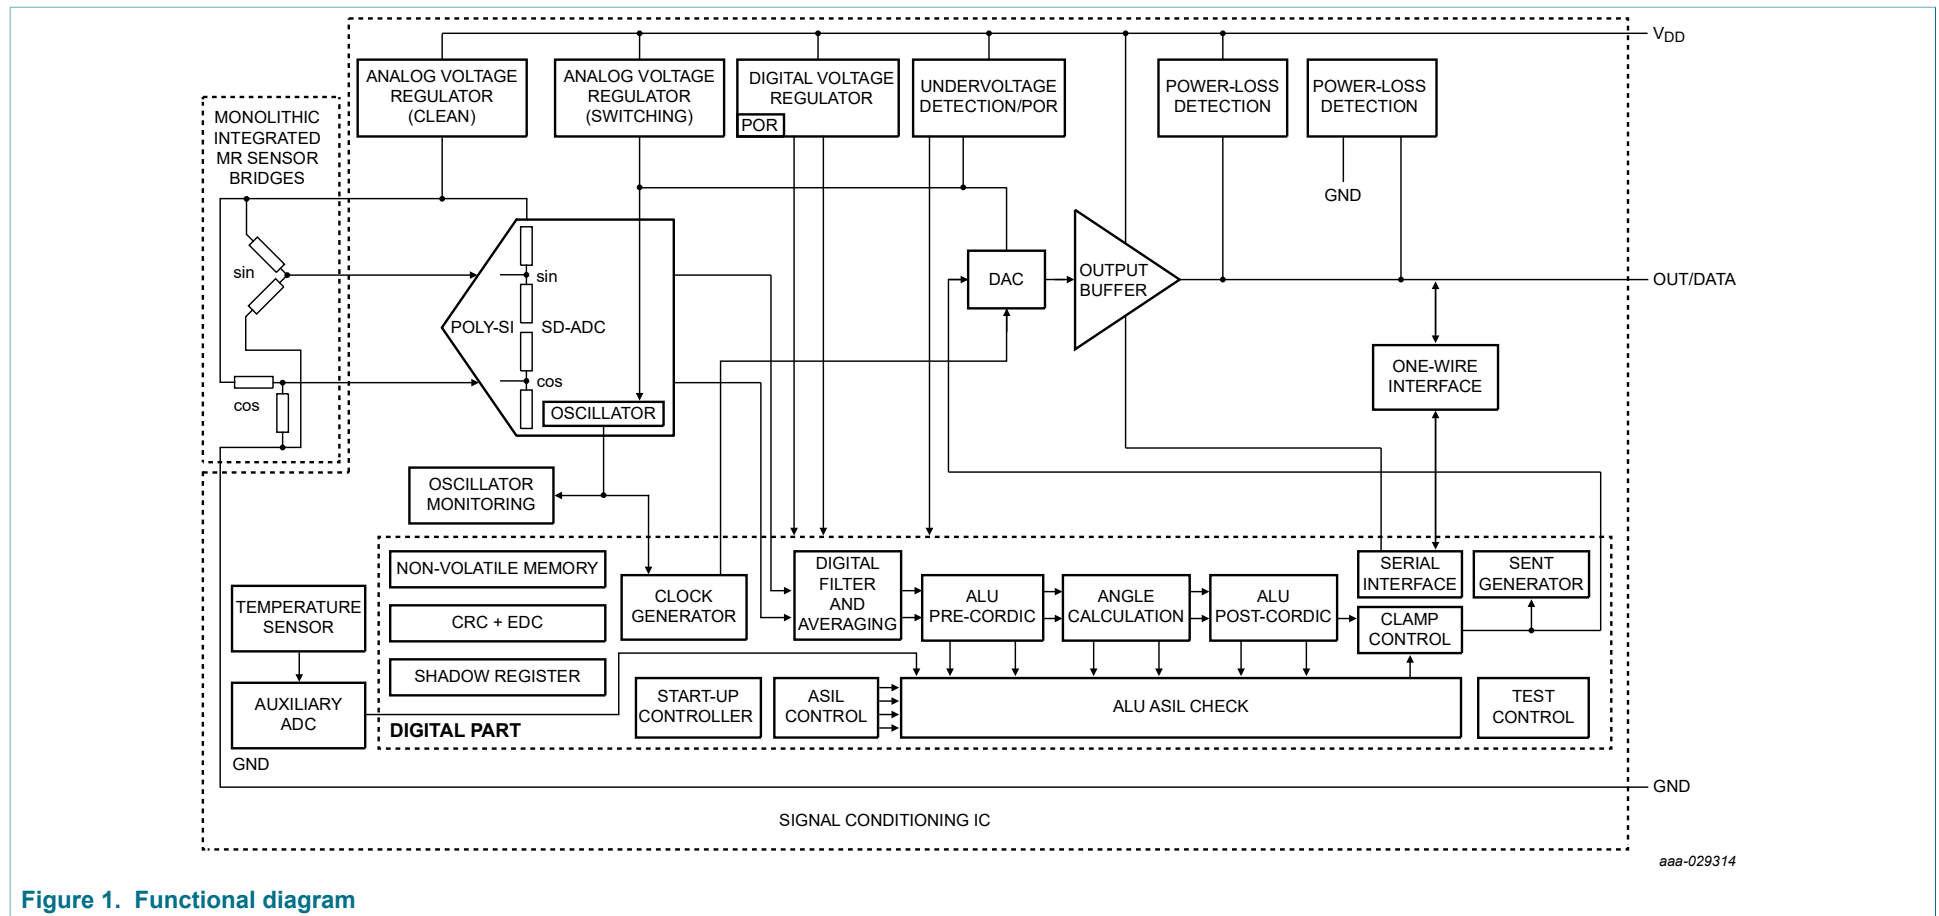 VDD
ANALOG VOLTAGE
REGULATOR
(CLEAN)
ANALOG VOLTAGE
REGULATOR
(SWITCHING)
DIGITAL VOLTAGE
REGULATOR
POR
UNDERVOLTAGE
DETECTION/POR
POWER-LOSS
DETECTION
POWER-LOSS
DETECTION
MONOLITHIC
INTEGRATED
MR SENSOR
BRIDGES
GND
sin
cos
sin
POLY-SI
SD-ADC
cos
OSCILLATOR
DAC
OUTPUT
BUFFER
OUT/DATA
ONE-WIRE
INTERFACE
OSCILLATOR
MONITORING
NON-VOLATILE MEMORY
CRC + EDC
SHADOW REGISTER
CLOCK
GENERATOR
DIGITAL
FILTER
AND
AVERAGING
ALU
PRE-CORDIC
ANGLE
CALCULATION
ALU
POST-CORDIC
SERIAL
INTERFACE
SENT
GENERATOR
CLAMP
CONTROL
TEMPERATURE
SENSOR
AUXILIARY
ADC
GND
START-UP
CONTROLLER
ASIL
CONTROL
ALU ASIL CHECK
TEST
CONTROL
DIGITAL PART
GND
SIGNAL CONDITIONING IC
aaa-029314
Figure 1. Functional diagram